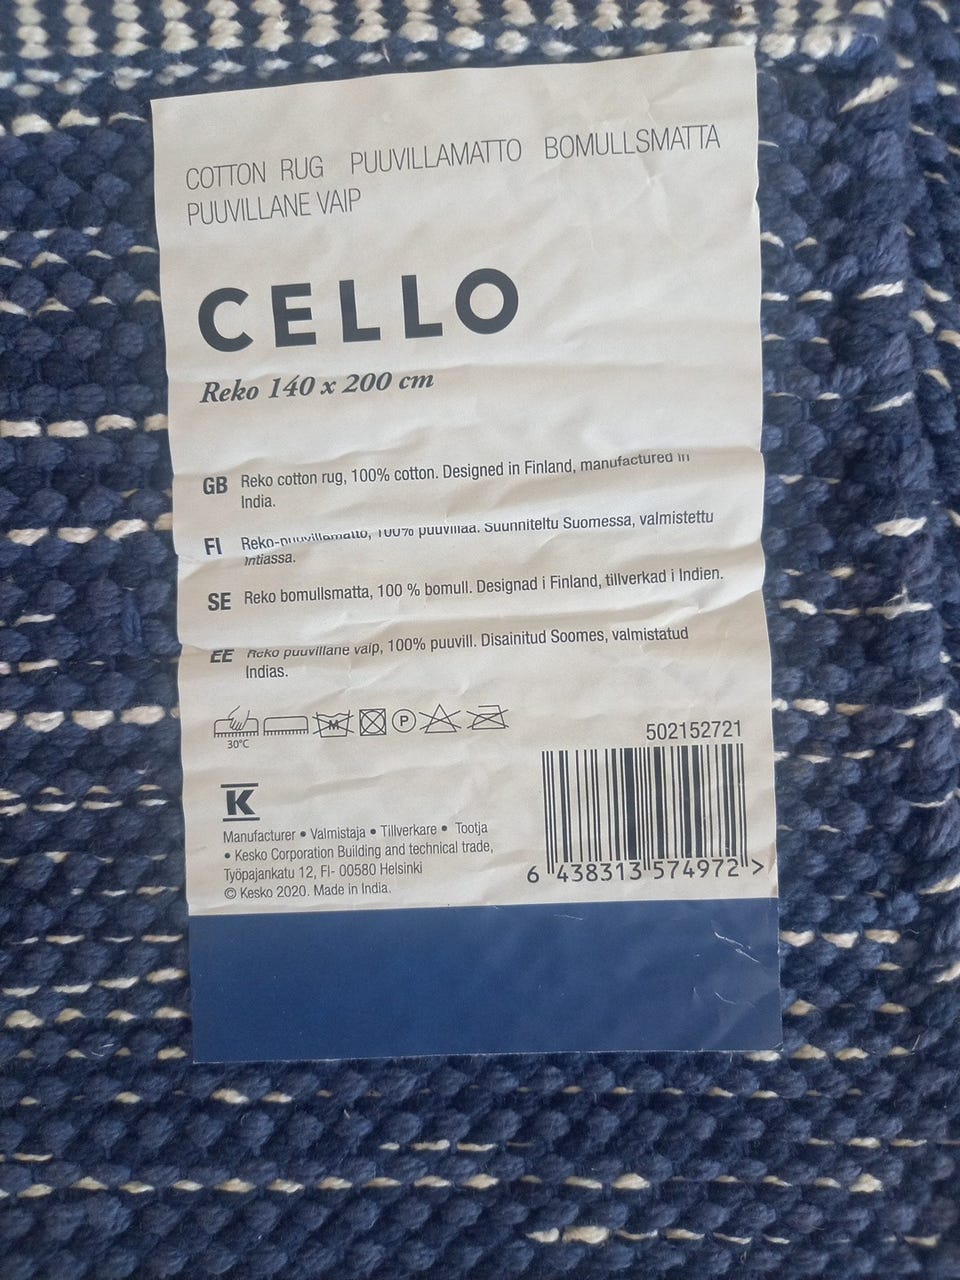 COTTON RUG PUUVILLAMATTO BOMULLSMATTA
PUUVILLANE VAIP
CELLO
Reko 140 x 200 cm
GB Reko cotton rug, 100% cotton. Designed in Finland, manufactured in
India.
FI Reko-puuvillamatto, 100% puuvillaa. Suunniteltu Suomessa, valmistettu
Intiassa.
SE Reko bomullsmatta, 100 % bomull. Designad i Finland, tillverkad i Indien.
EE Reko puuvillane vaip, 100% puuvill. Disainitud Soomes, valmistatud
Indias.
30°C M P
502152721
K
Manufacturer • Valmistaja • Tillverkare • Tootja
• Kesko Corporation Building and technical trade,
Työpajankatu 12, FI- 00580 Helsinki
© Kesko 2020. Made in India.
6 438313 574972 >